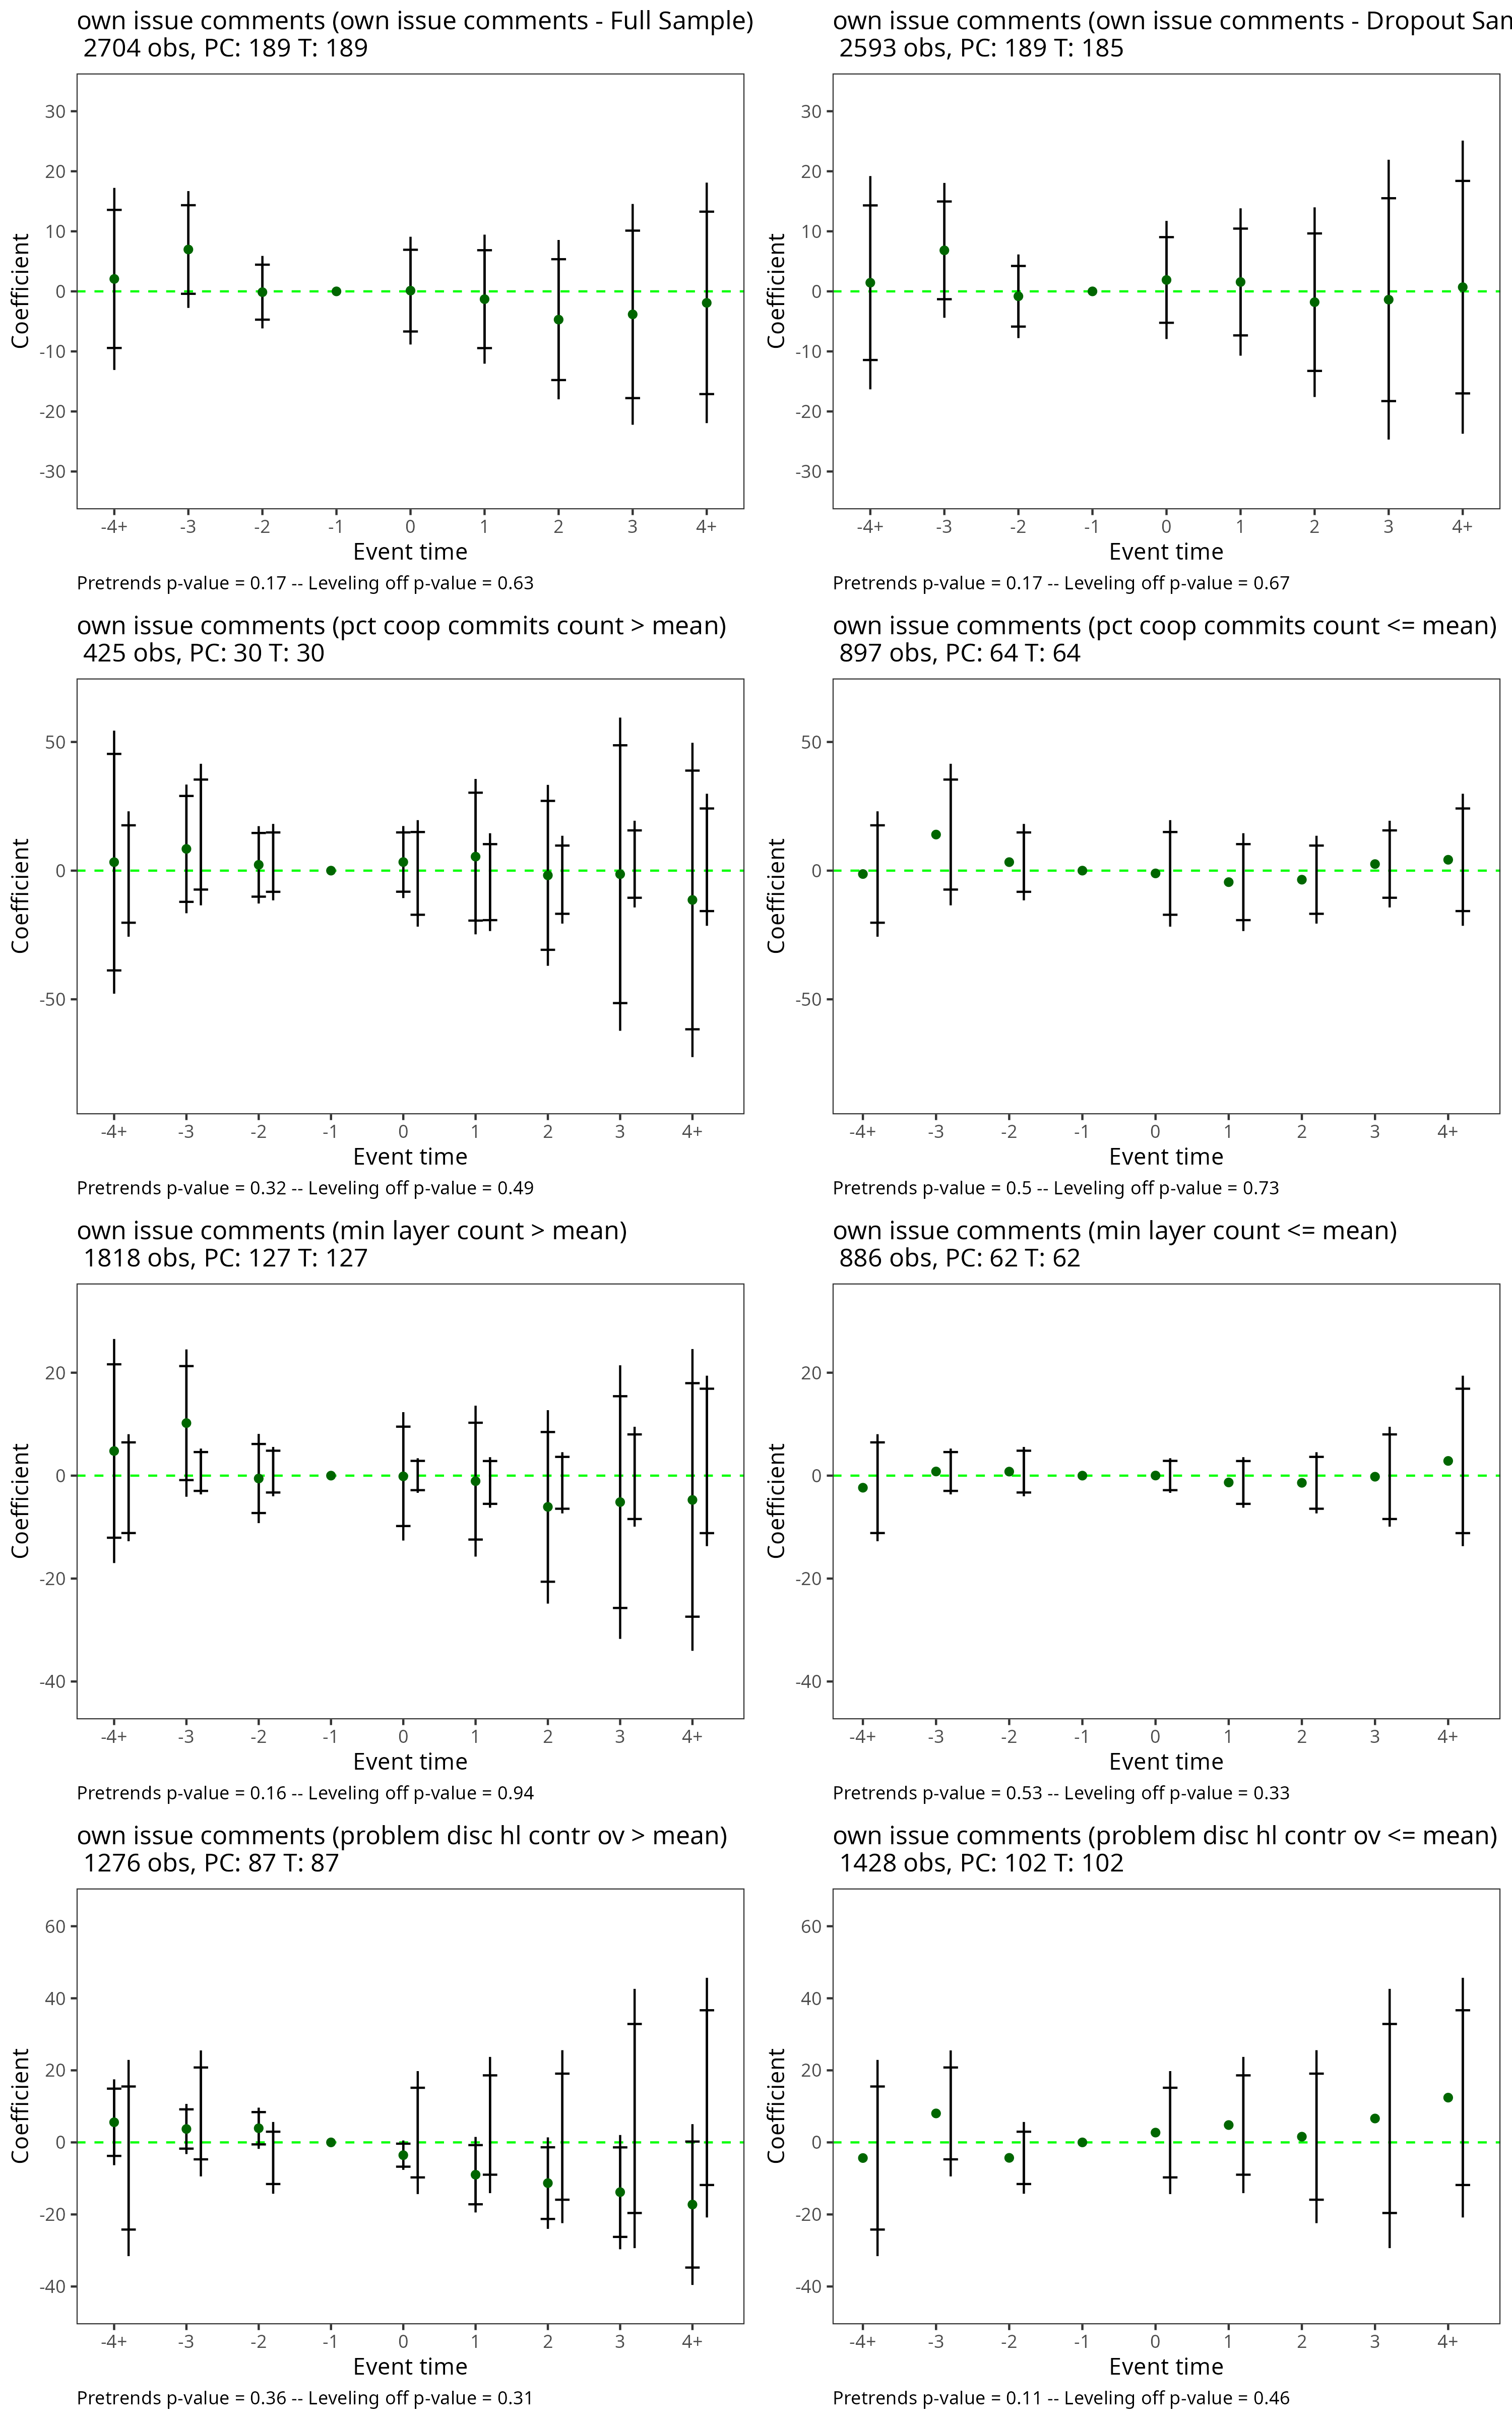 own issue comments (own issue comments - Full Sample)
2704 obs, PC: 189 T: 189
30
20
10
0
-10
-20
-30
Coefficient
-4+ -3 -2 -1 0 1 2 3 4+
Event time
Pretrends p-value = 0.17 -- Leveling off p-value = 0.63
own issue comments (own issue comments - Dropout Sam
2593 obs, PC: 189 T: 185
30
20
10
0
-10
-20
-30
Coefficient
-4+ -3 -2 -1 0 1 2 3 4+
Event time
Pretrends p-value = 0.17 -- Leveling off p-value = 0.67
own issue comments (pct coop commits count > mean)
425 obs, PC: 30 T: 30
50
0
-50
Coefficient
-4+ -3 -2 -1 0 1 2 3 4+
Event time
Pretrends p-value = 0.32 -- Leveling off p-value = 0.49
own issue comments (pct coop commits count <= mean)
897 obs, PC: 64 T: 64
50
0
-50
Coefficient
-4+ -3 -2 -1 0 1 2 3 4+
Event time
Pretrends p-value = 0.5 -- Leveling off p-value = 0.73
own issue comments (min layer count > mean)
1818 obs, PC: 127 T: 127
20
0
-20
-40
Coefficient
-4+ -3 -2 -1 0 1 2 3 4+
Event time
Pretrends p-value = 0.16 -- Leveling off p-value = 0.94
own issue comments (min layer count <= mean)
886 obs, PC: 62 T: 62
20
0
-20
-40
Coefficient
-4+ -3 -2 -1 0 1 2 3 4+
Event time
Pretrends p-value = 0.53 -- Leveling off p-value = 0.33
own issue comments (problem disc hl contr ov > mean)
1276 obs, PC: 87 T: 87
60
40
20
0
-20
-40
Coefficient
-4+ -3 -2 -1 0 1 2 3 4+
Event time
Pretrends p-value = 0.36 -- Leveling off p-value = 0.31
own issue comments (problem disc hl contr ov <= mean)
1428 obs, PC: 102 T: 102
60
40
20
0
-20
-40
Coefficient
-4+ -3 -2 -1 0 1 2 3 4+
Event time
Pretrends p-value = 0.11 -- Leveling off p-value = 0.46